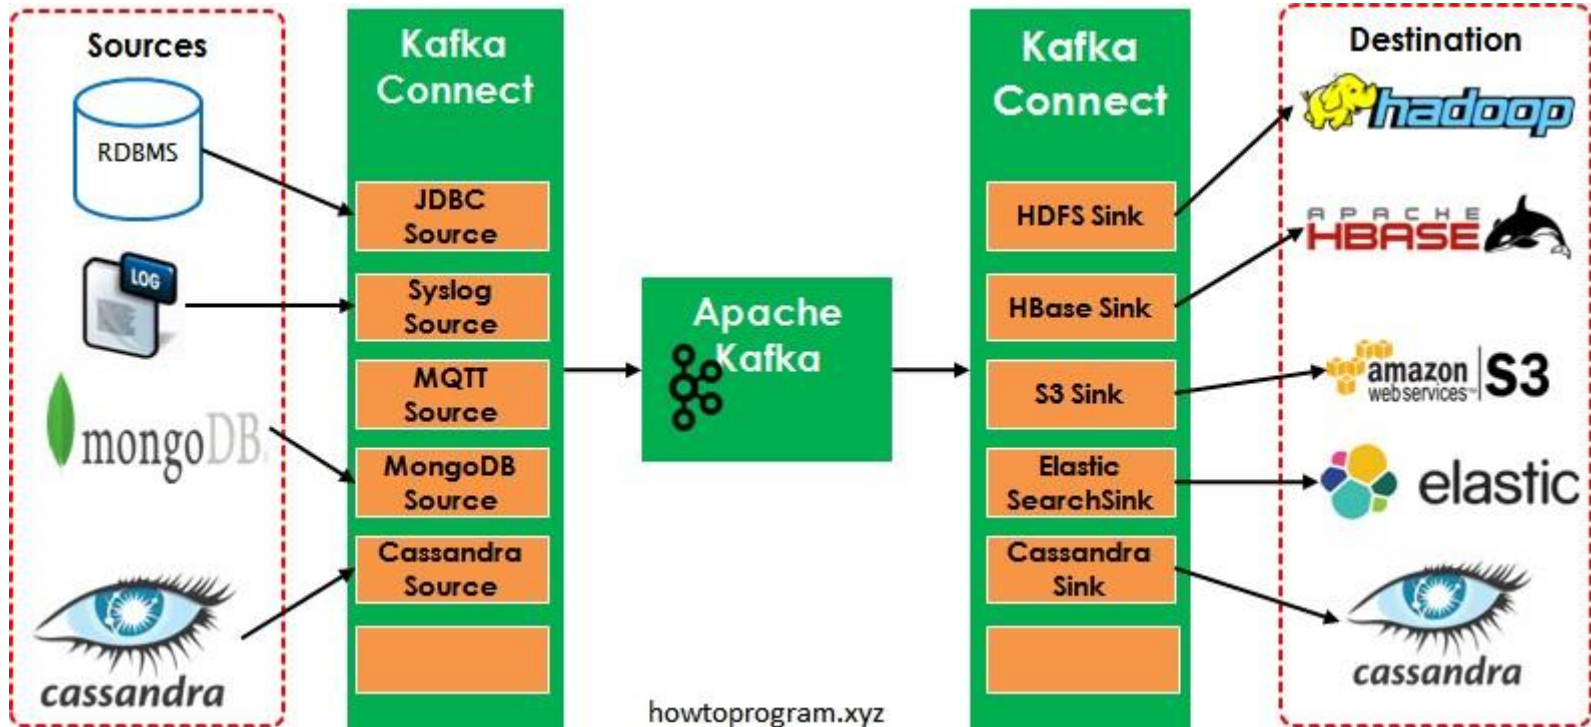 Sources
RDBMS
LOG
mongoDB
cassandra
Kafka
Connect
JDBC
Source
Syslog
Source
MQTT
Source
MongoDB
Source
Cassandra
Source
Apache
Kafka
howtoprogram.xyz
Kafka
Connect
HDFS Sink
HBase Sink
S3 Sink
Elastic
SearchSink
Cassandra
Sink
Destination
hadoop
APACHE
HBASE
amazon
webservices™
S3
elastic
cassandra